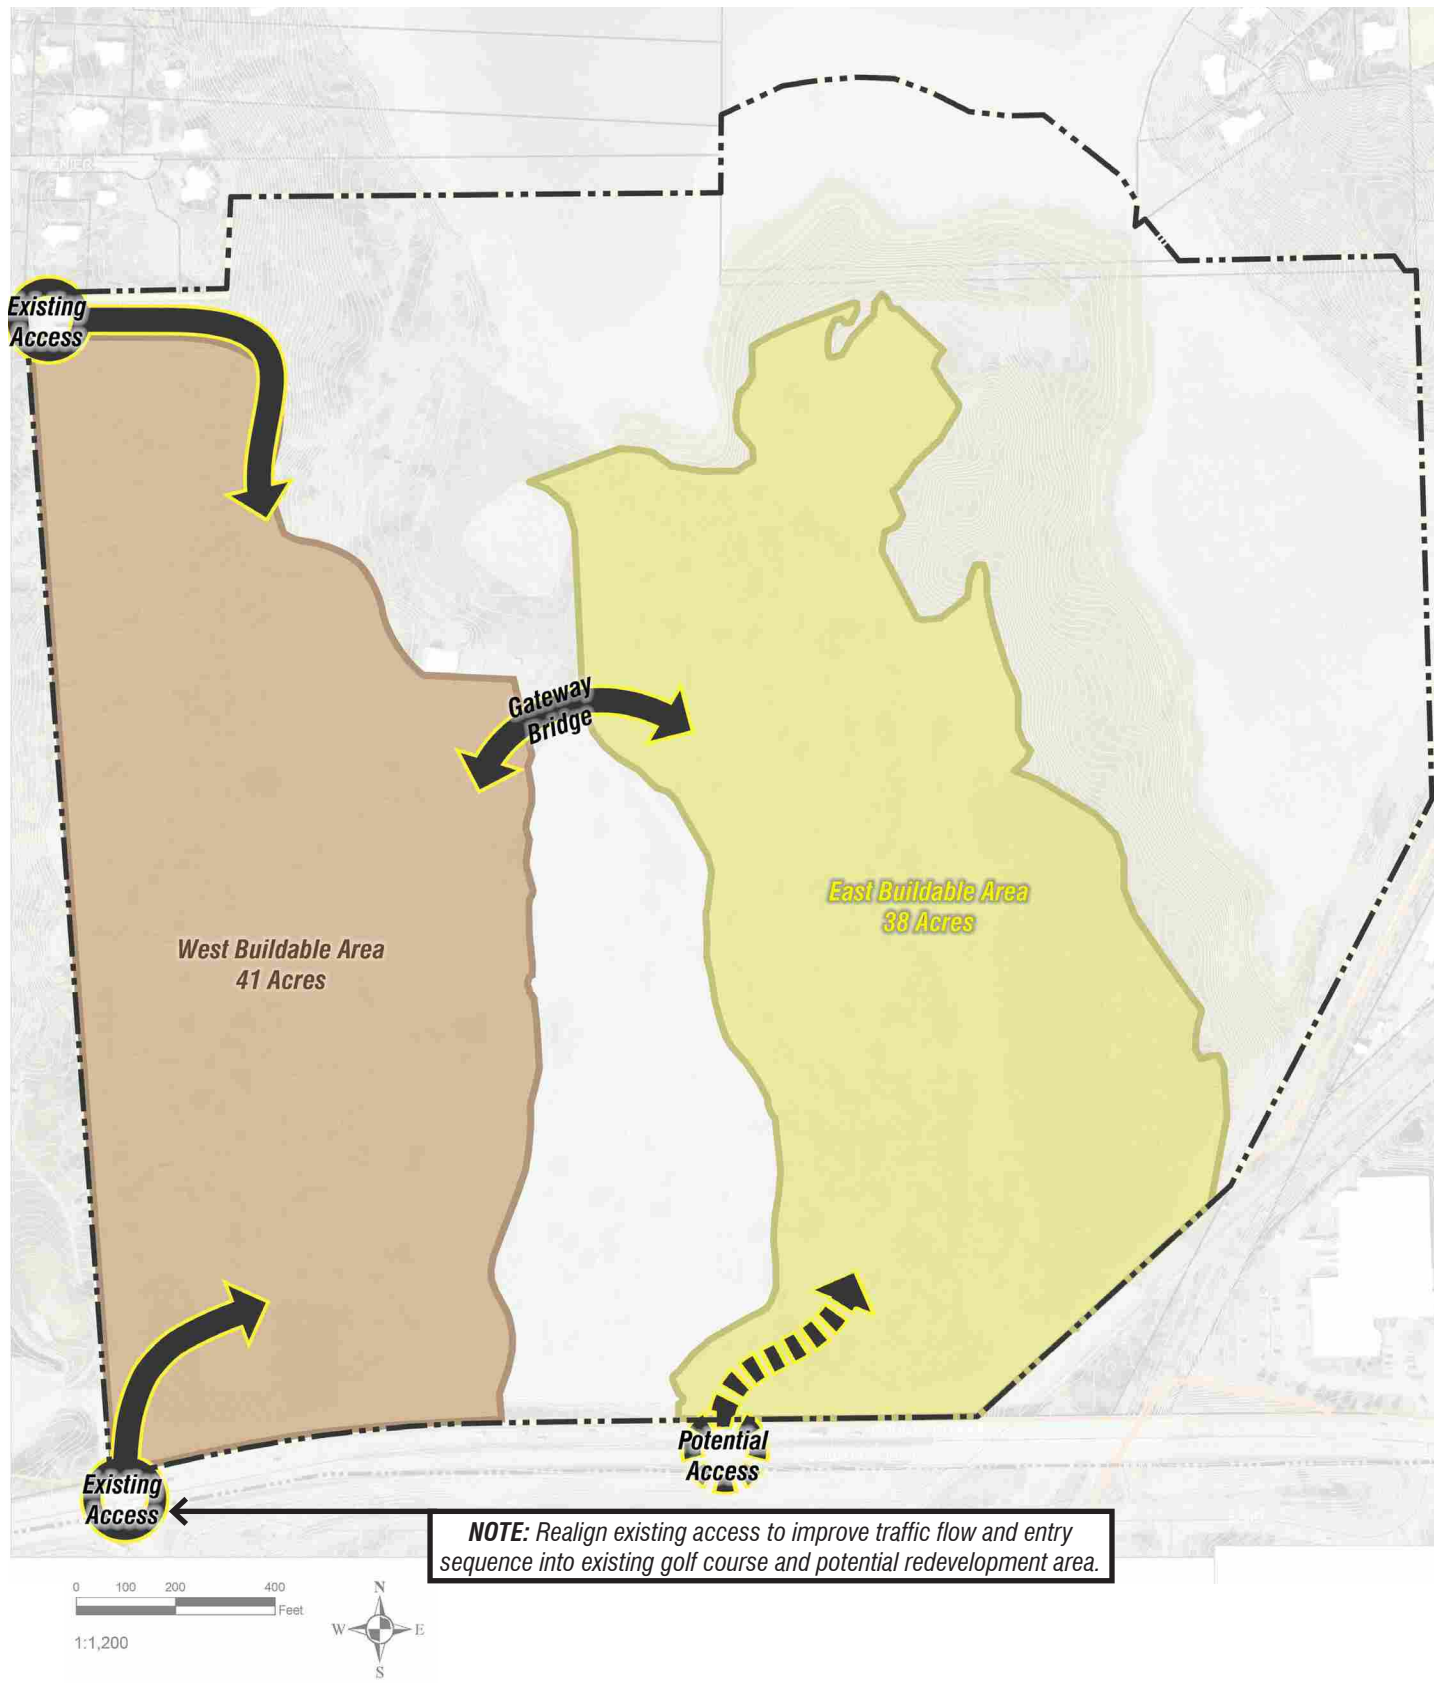 Existing
Access
Gateway
Bridge
East Buildable Area
38 Acres
West Buildable Area
41 Acres
Potential
Access
Existing
Access
NOTE: Realign existing access to improve traffic flow and entry
sequence into existing golf course and potential redevelopment area.
0 100 200 400
Feet
1:1,200
N
W E
S